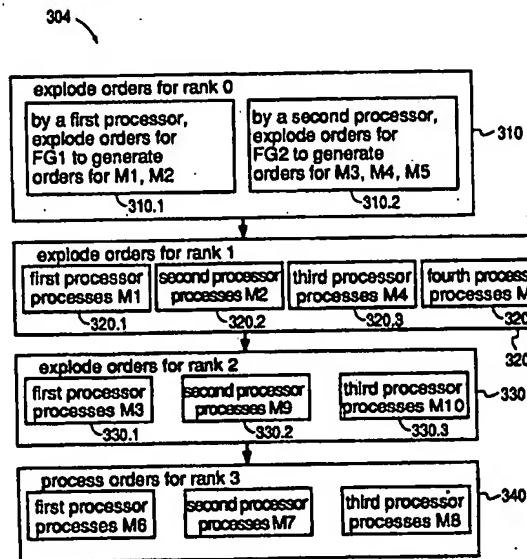 304
explode orders for rank 0
by a first processor,
explode orders for
FG1 to generate
orders for M1, M2
310.1
by a second processor,
explode orders for
FG2 to generate
orders for M3, M4, M5
310.2
310
explode orders for rank 1
first processor
processes M1
320.1
second processor
processes M2
320.2
third processor
processes M4
320.3
fourth
processes
320
explode orders for rank 2
first processor
processes M3
330.1
second processor
processes M9
330.2
third processor
processes M10
330.3
330
process orders for rank 3
first processor
processes M6
second processor
processes M7
third processor
processes M8
340